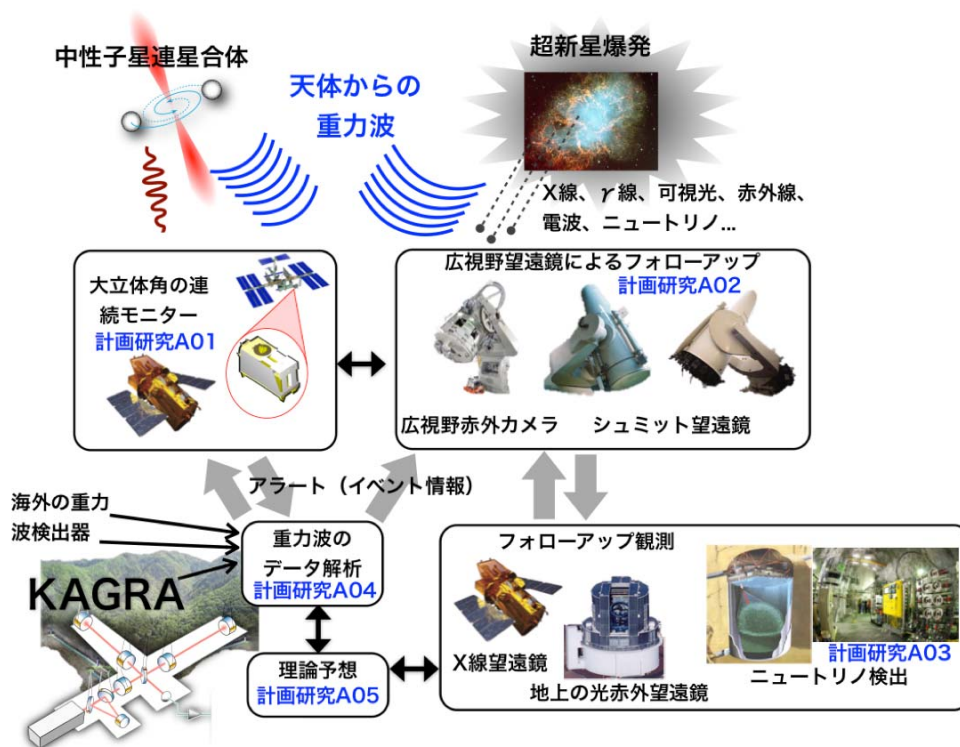 中性子星連星合体
天体からの
重力波
超新星爆発
X線、γ線、可視光、赤外線、
電波、ニュートリノ...
大立体角の連
続モニター
計画研究A01
広視野望遠鏡によるフォローアップ
計画研究A02
広視野赤外カメラ
シュミット望遠鏡
アラート（イベント情報）
海外の重力
波検出器
KAGRA
重力波の
データ解析
計画研究A04
理論予想
計画研究A05
フォローアップ観測
X線望遠鏡
地上の光赤外望遠鏡
計画研究A03
ニュートリノ検出